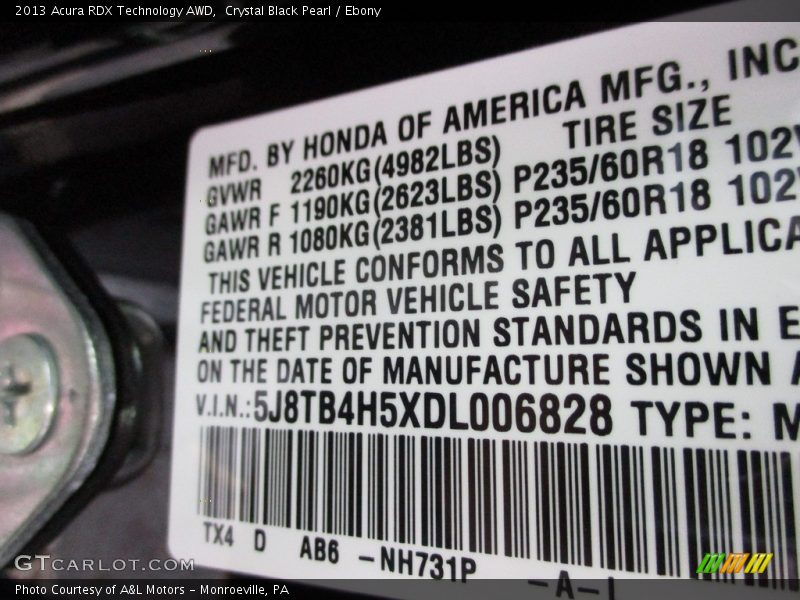 2013 Acura RDX Technology AWD,  Crystal Black Pearl / Ebony
MFD. BY HONDA OF AMERICA MFG., INC
TIRE SIZE
GVWR 2260KG(4982LBS)
GAWR F 1190KG(2623LBS) P235/60R18 102V
GAWR R 1080KG(2381LBS) P235/60R18 102V
THIS VEHICLE CONFORMS TO ALL APPLICA
FEDERAL MOTOR VEHICLE SAFETY
AND THEFT PREVENTION STANDARDS IN E
ON THE DATE OF MANUFACTURE SHOWN A
V.I.N.:5J8TB4H5XDL006828 TYPE: M
TX4 D AB6 –NH731P –A–
GTCARLOT.COM
Photo Courtesy of A&L Motors – Monroeville, PA